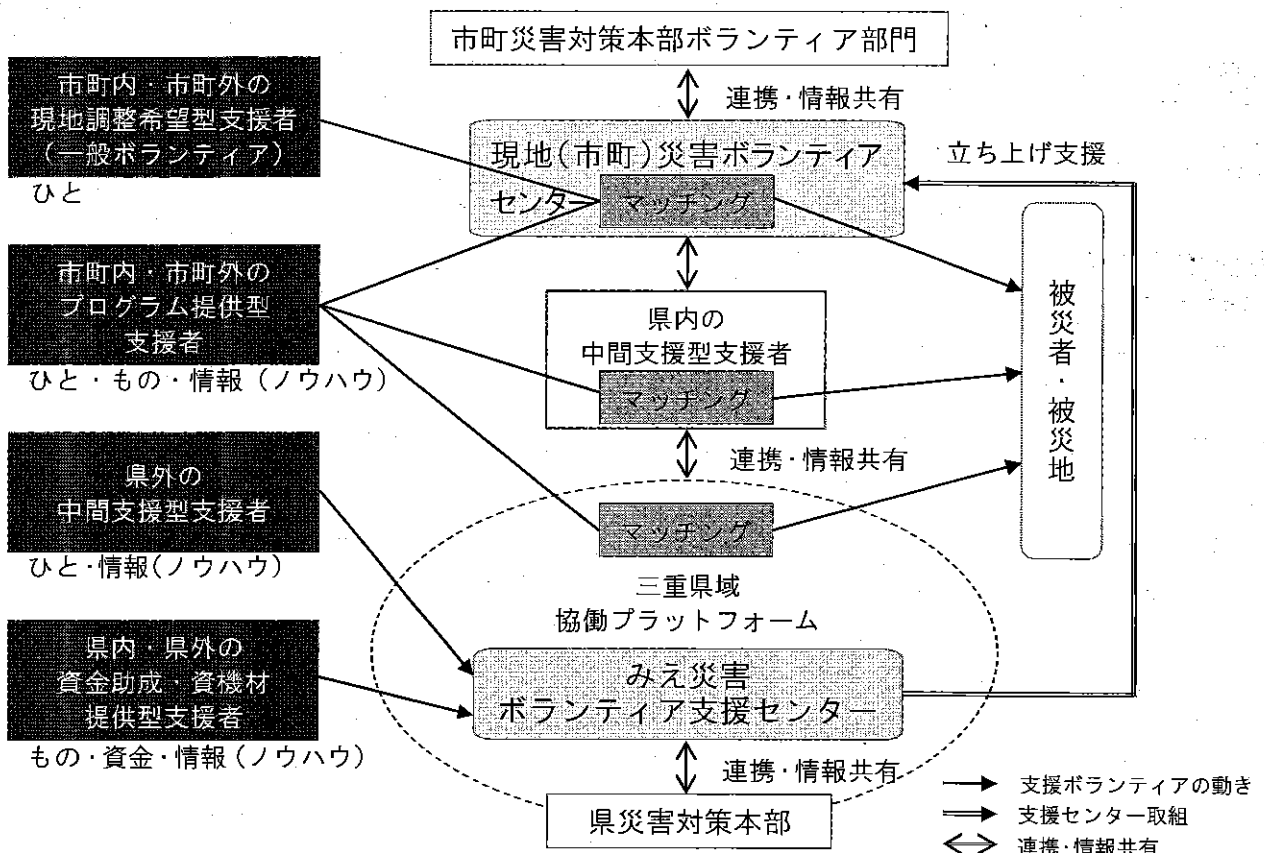 市町災害対策本部ボランティア部門
連携・情報共有
市町内・市町外の
現地調整希望型支援者
(一般ボランティア)
ひと
現地(市町)災害ボランティア
センター
マッチング
立ち上げ支援
市町内・市町外の
プログラム提供型
支援者
ひと・もの・情報(ノウハウ)
県内の
中間支援型支援者
マッチング
被災者・被災地
連携・情報共有
県外の
中間支援型支援者
ひと・情報(ノウハウ)
マッチング
三重県域
協働プラットフォーム
県内・県外の
資金助成・資機材
提供型支援者
もの・資金・情報(ノウハウ)
みえ災害
ボランティア支援センター
連携・情報共有
県災害対策本部
支援ボランティアの動き
支援センター取組
連携・情報共有